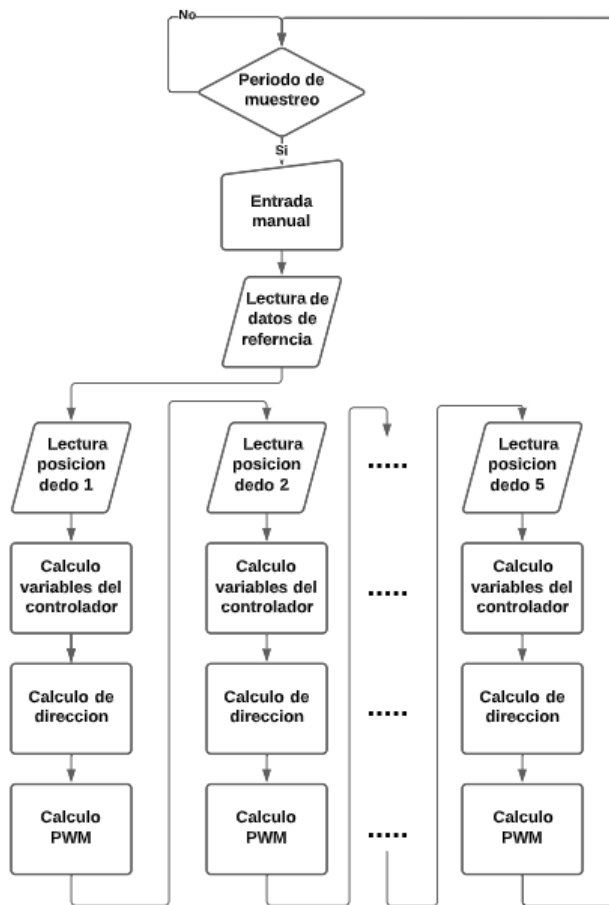 No
Periodo de
muestreo
Si
Entrada
manual
Lectura de
datos de
referncia
Lectura
posicion
dedo 1
Calculo
variables del
controlador
Calculo de
direccion
Calculo
PWM
Lectura
posicion
dedo 2
Calculo
variables del
controlador
Calculo de
direccion
Calculo
PWM
.....
.....
.....
.....
Lectura
posicion
dedo 5
Calculo
variables del
controlador
Calculo de
direccion
Calculo
PWM